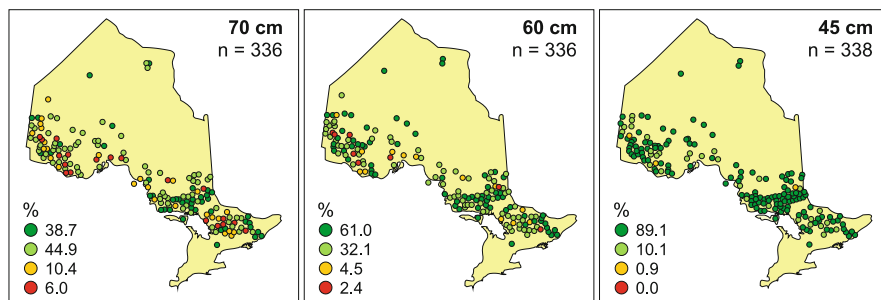 70 cm
n = 336
%
38.7
44.9
10.4
6.0
60 cm
n = 336
%
61.0
32.1
4.5
2.4
45 cm
n = 338
%
89.1
10.1
0.9
0.0